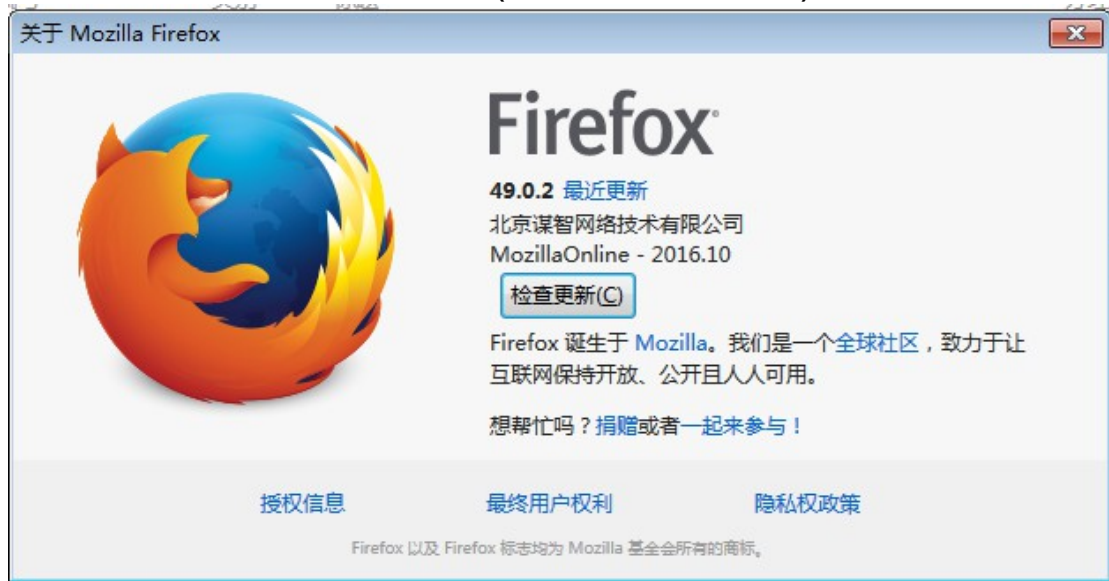 关于 Mozilla Firefox
Firefox
49.0.2 最近更新
北京谋智网络技术有限公司
MozillaOnline - 2016.10
检查更新(C)
Firefox 诞生于 Mozilla。我们是一个全球社区，致力于让
互联网保持开放、公开且人人可用。
想帮忙吗？捐赠或者一起来参与！
授权信息 最终用户权利 隐私权政策
Firefox 以及 Firefox 标志均为 Mozilla 基金会所有的商标。